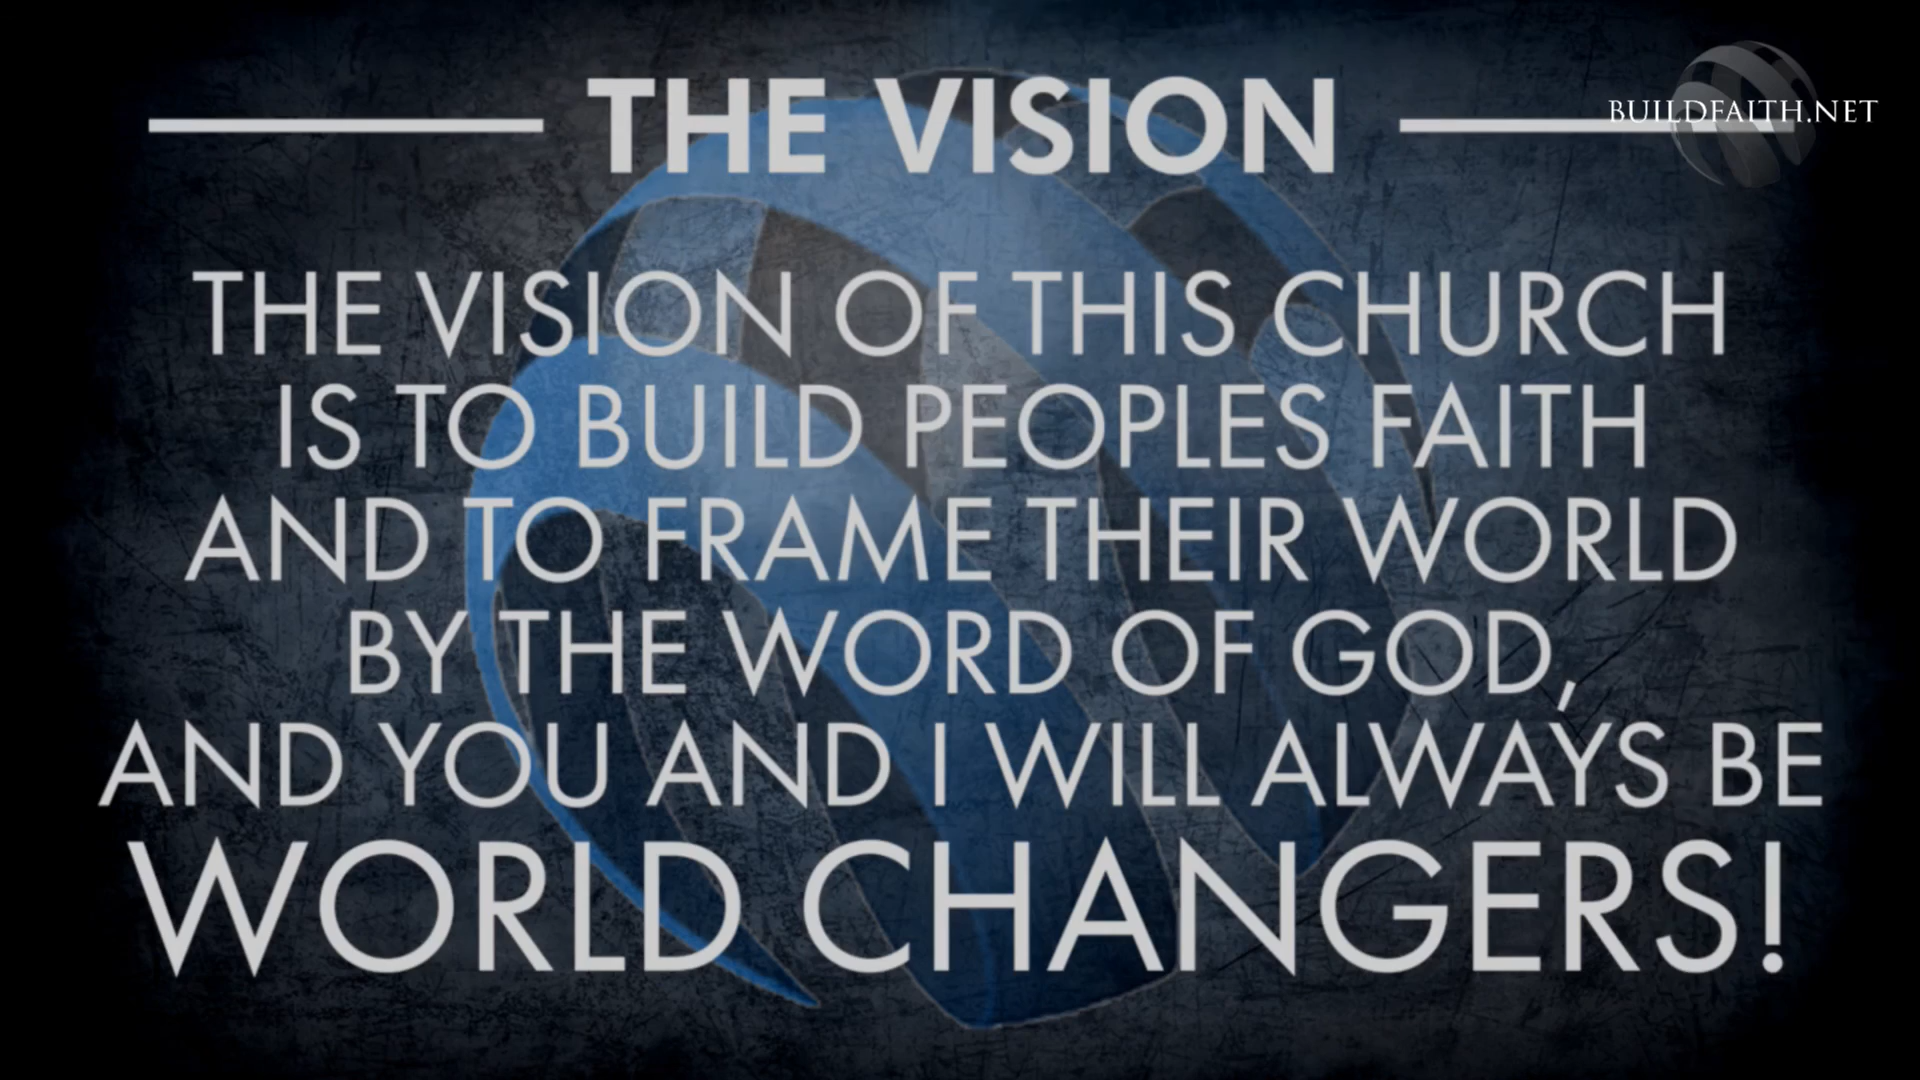 THE VISION
BUILDFAITH.NET
THE VISION OF THIS CHURCH
IS TO BUILD PEOPLES FAITH
AND TO FRAME THEIR WORLD
BY THE WORD OF GOD,
AND YOU AND I WILL ALWAYS BE
WORLD CHANGERS!